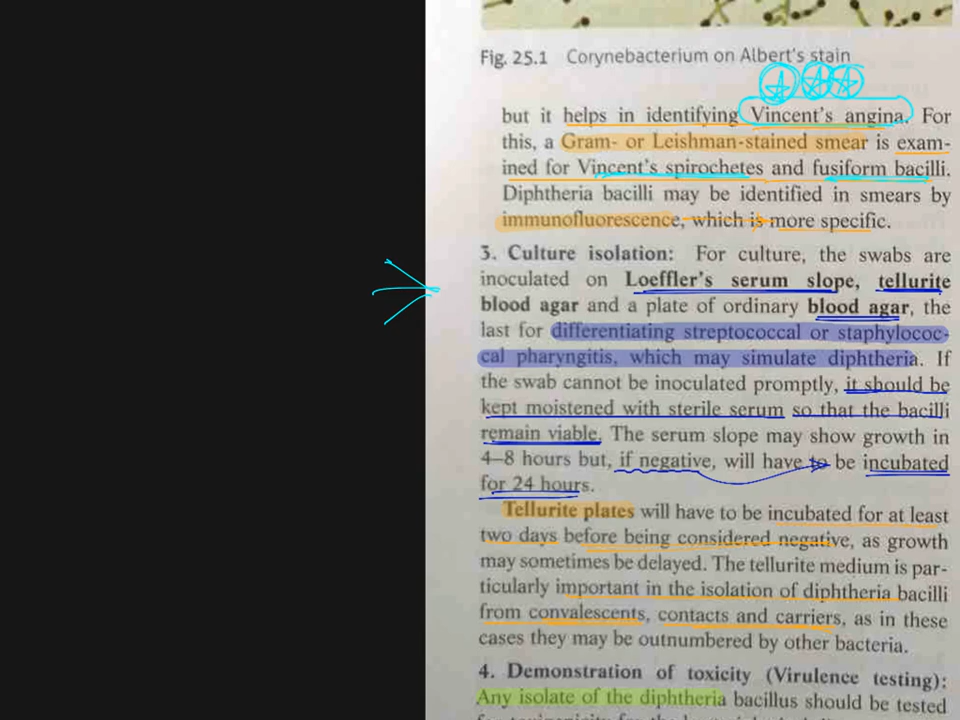 Fig. 25.1 Corynebacterium on Albert's stain
but it helps in identifying Vincent's angina. For
this, a Gram- or Leishman-stained smear is exam-
ined for Vincent's spirochetes and fusiform bacilli.
Diphtheria bacilli may be identified in smears by
immunofluorescence, which is more specific.
3. Culture isolation: For culture, the swabs are
inoculated on Loeffler's serum slope, tellurite
blood agar and a plate of ordinary blood agar, the
last for differentiating streptococcal or staphylococ-
cal pharyngitis, which may simulate diphtheria. If
the swab cannot be inoculated promptly, it should be
kept moistened with sterile serum so that the bacilli
remain viable. The serum slope may show growth in
4–8 hours but, if negative, will have to be incubated
for 24 hours.
Tellurite plates will have to be incubated for at least
two days before being considered negative, as growth
may sometimes be delayed. The tellurite medium is par-
ticularly important in the isolation of diphtheria bacilli
from convalescents, contacts and carriers, as in these
cases they may be outnumbered by other bacteria.
4. Demonstration of toxicity (Virulence testing):
Any isolate of the diphtheria bacillus should be tested